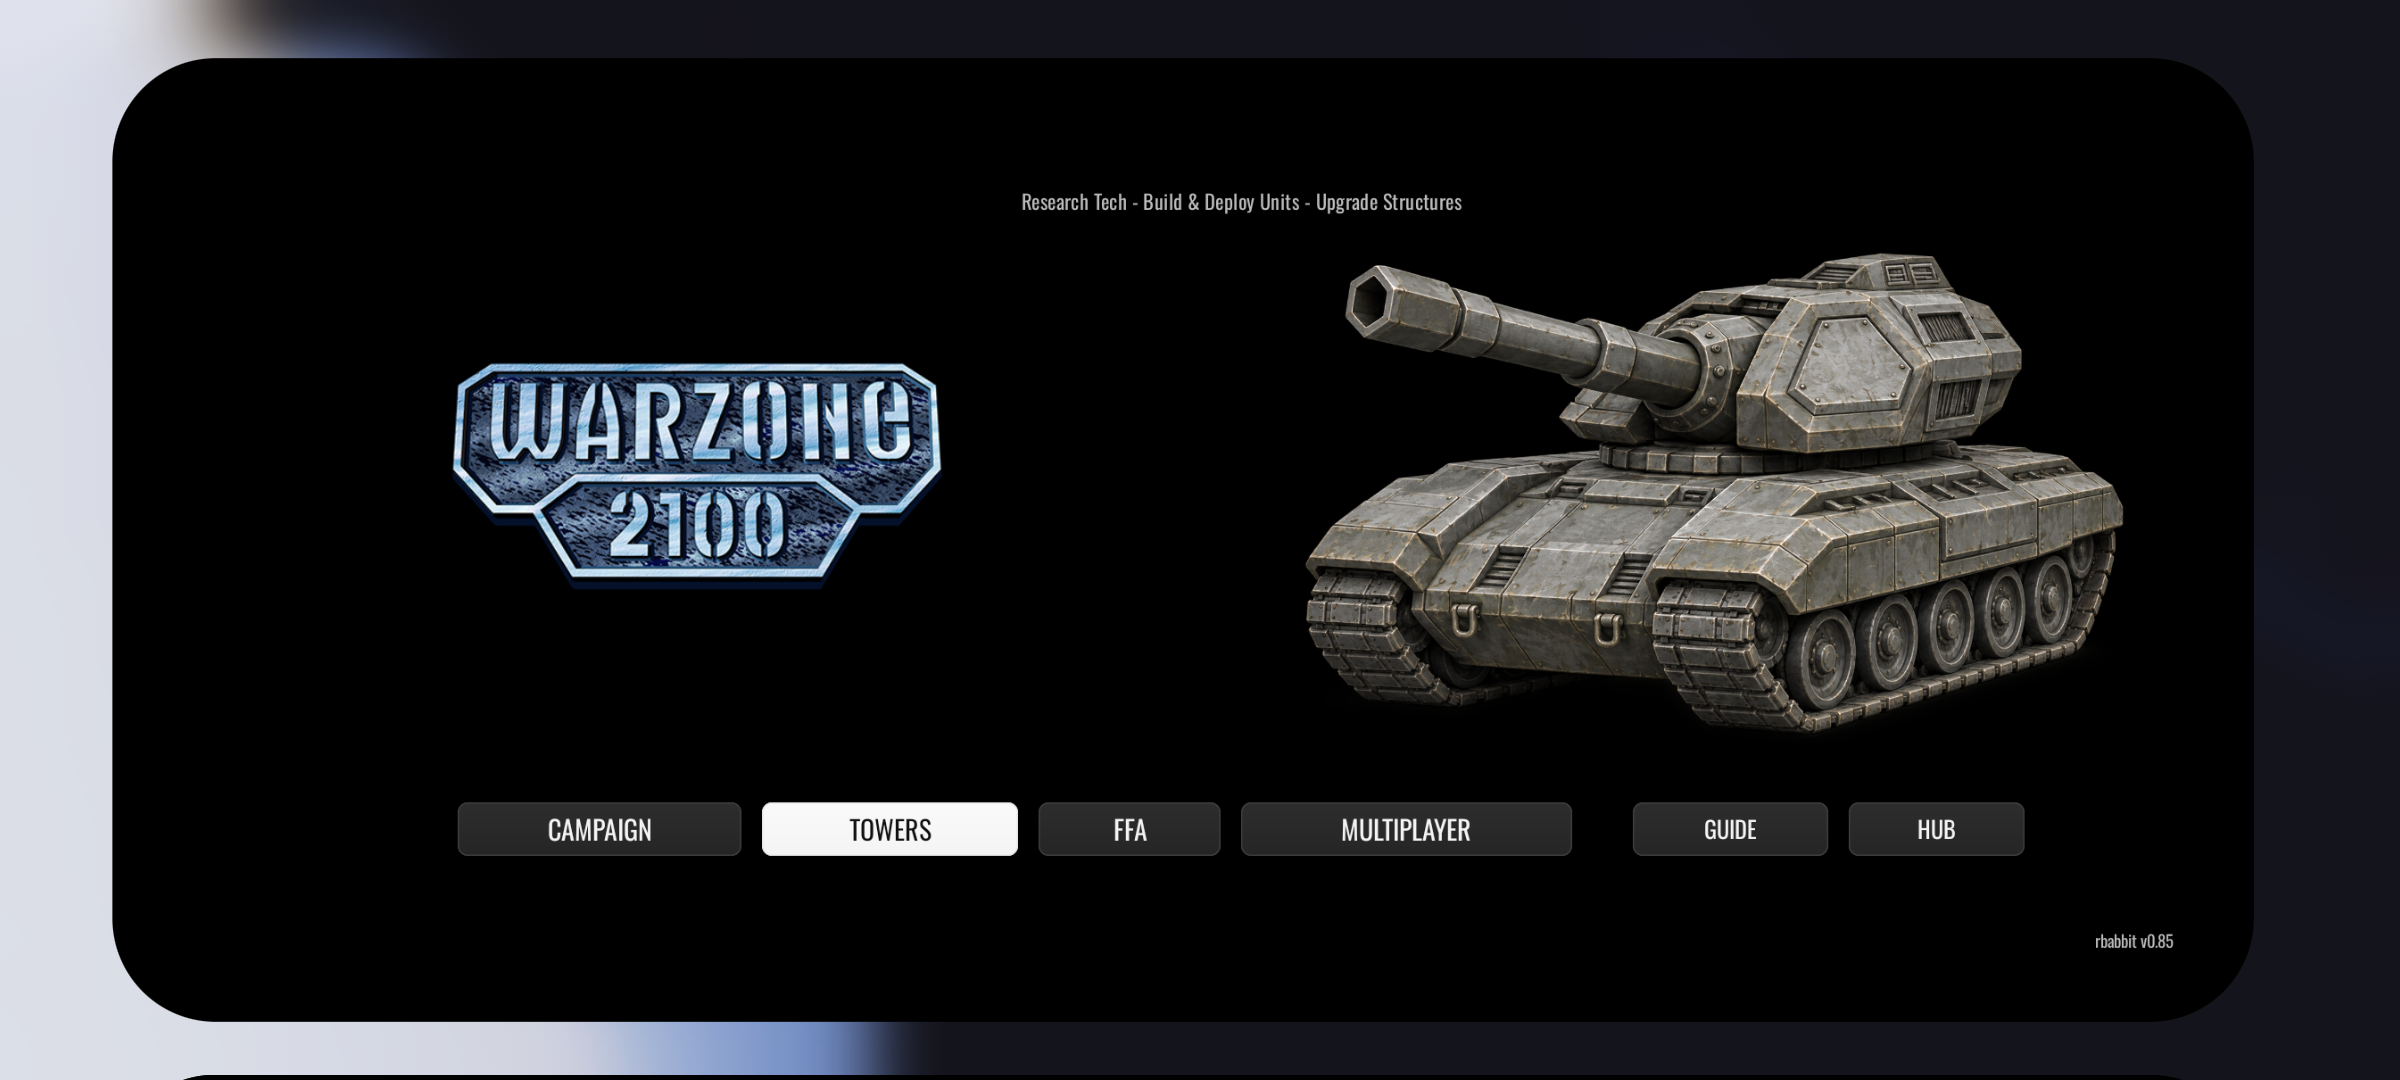 Research Tech - Build & Deploy Units - Upgrade Structures
WARZONE
2100
CAMPAIGN
TOWERS
FFA
MULTIPLAYER
GUIDE
HUB
rbabbit v0.85